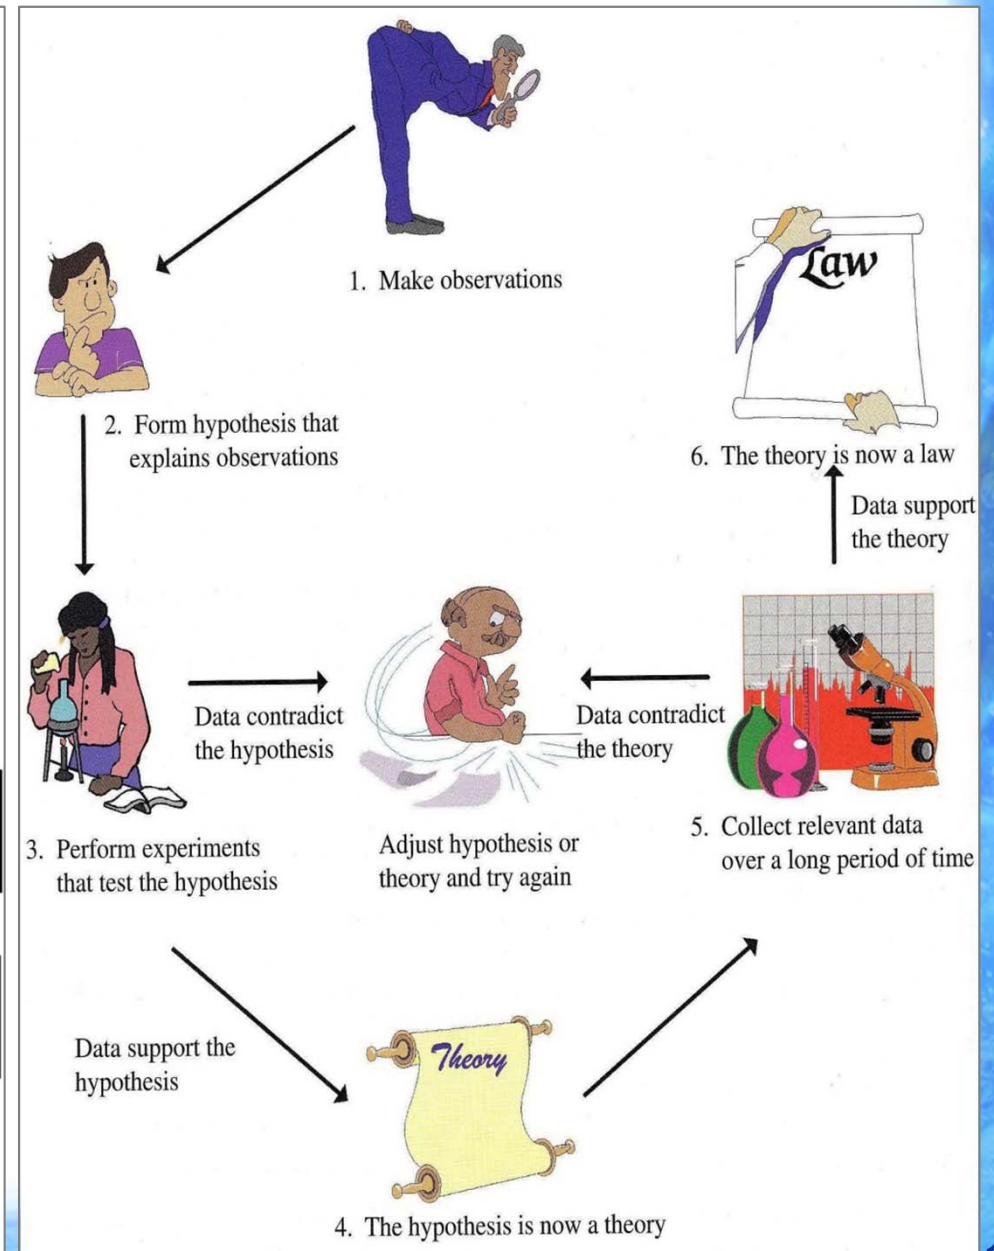 1. Make observations
2. Form hypothesis that
explains observations
3. Perform experiments
that test the hypothesis
Data contradict
the hypothesis
Adjust hypothesis or
theory and try again
Data support the
hypothesis
Theory
4. The hypothesis is now a theory
5. Collect relevant data
over a long period of time
Data contradict
the theory
Data support
the theory
Law
6. The theory is now a law